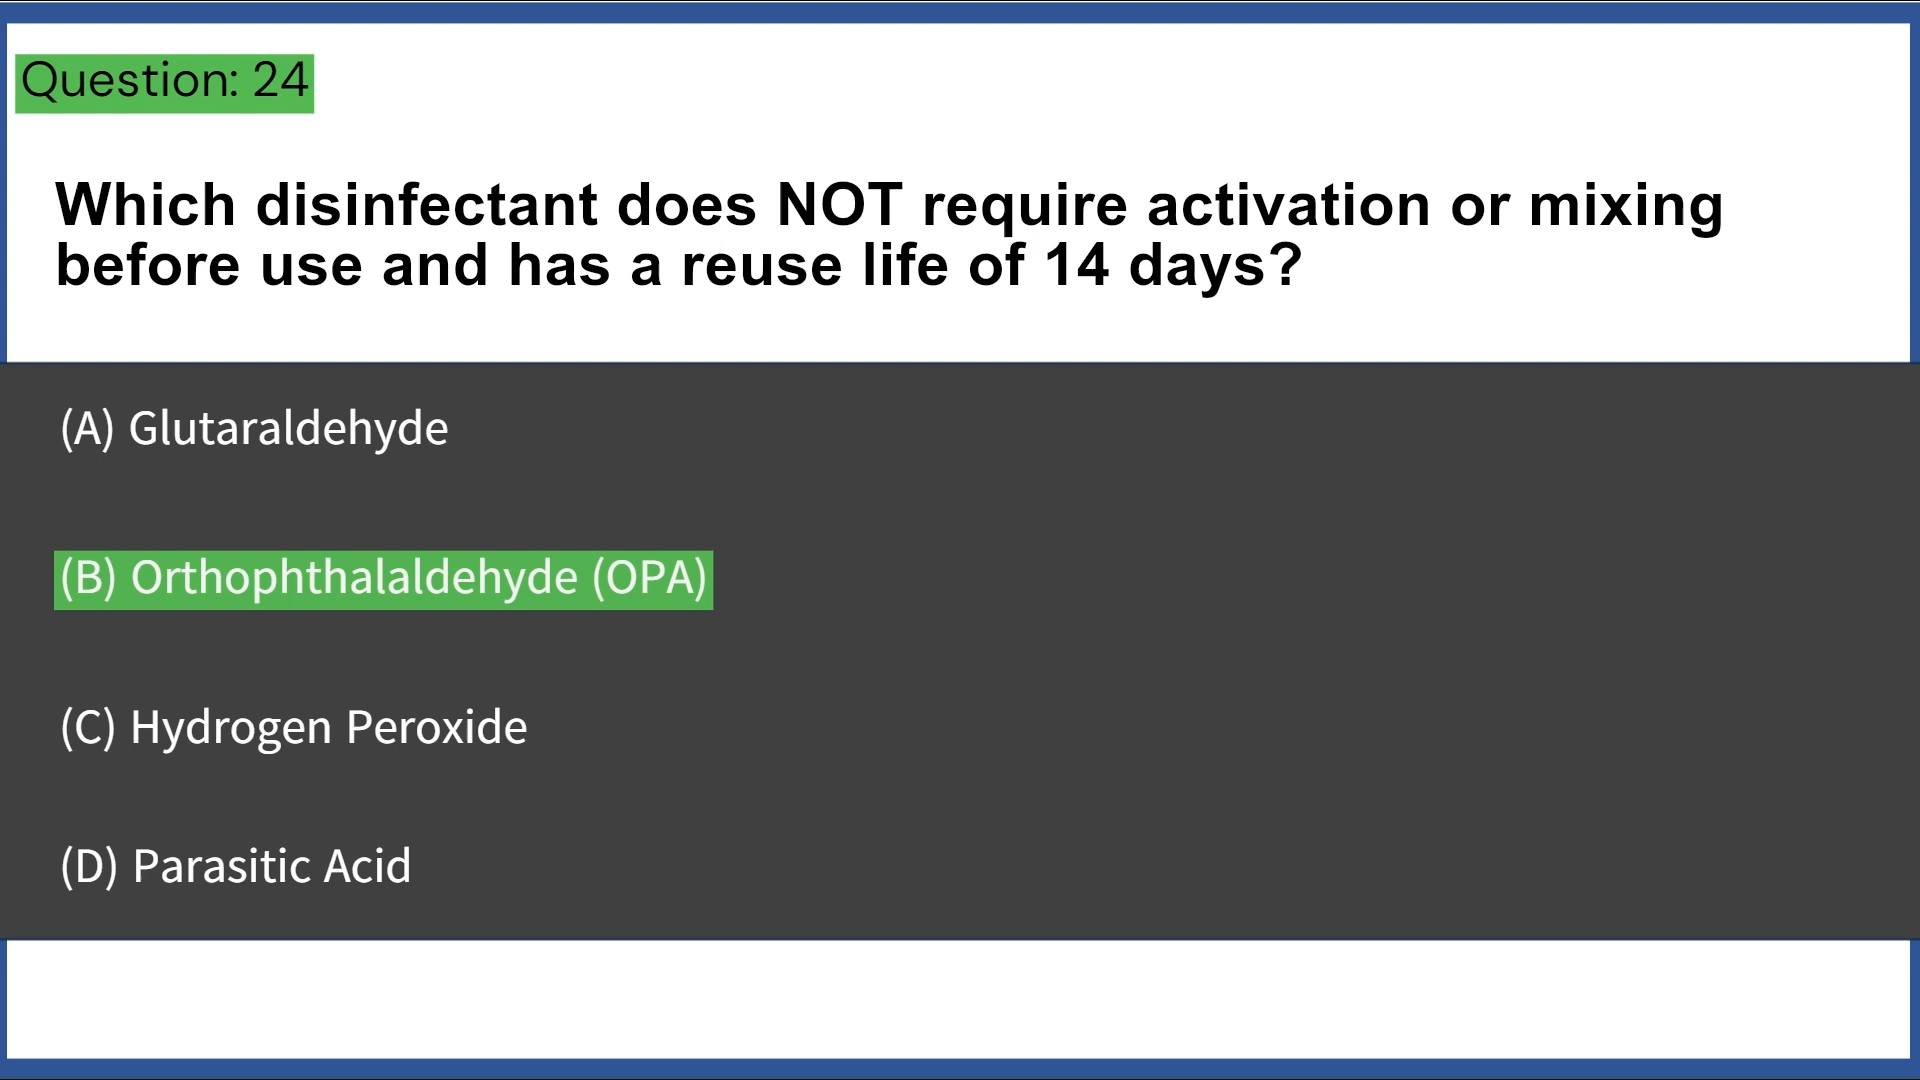 Question: 24
Which disinfectant does NOT require activation or mixing
before use and has a reuse life of 14 days?
(A) Glutaraldehyde
(B) Orthophthalaldehyde (OPA)
(C) Hydrogen Peroxide
(D) Parasitic Acid